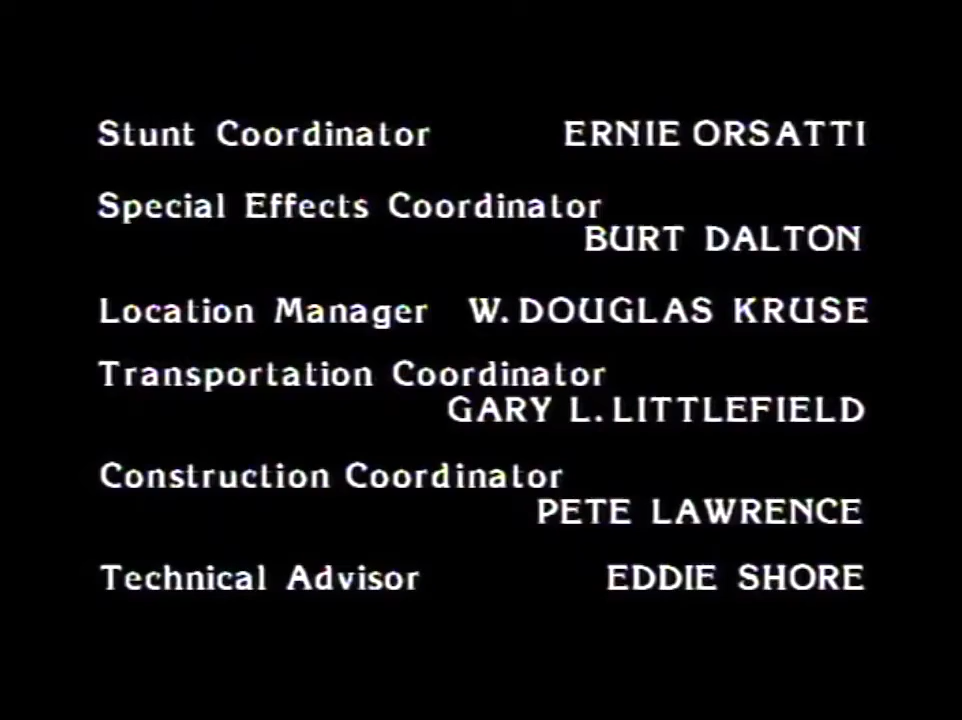 Stunt Coordinator ERNIE ORSATTI
Special Effects Coordinator
BURT DALTON
Location Manager W. DOUGLAS KRUSE
Transportation Coordinator
GARY L. LITTLEFIELD
Construction Coordinator
PETE LAWRENCE
Technical Advisor EDDIE SHORE